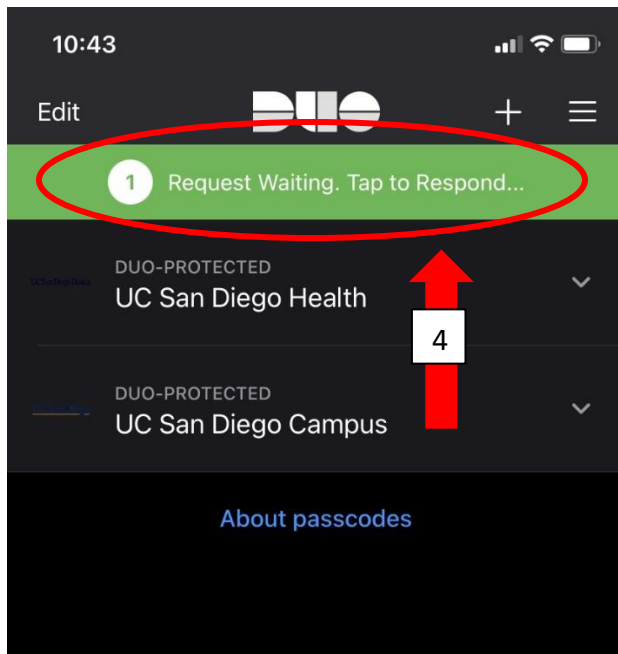 10:43
Edit
DUO
1 Request Waiting. Tap to Respond...
DUO-PROTECTED
UC San Diego Health
4
DUO-PROTECTED
UC San Diego Campus
About passcodes